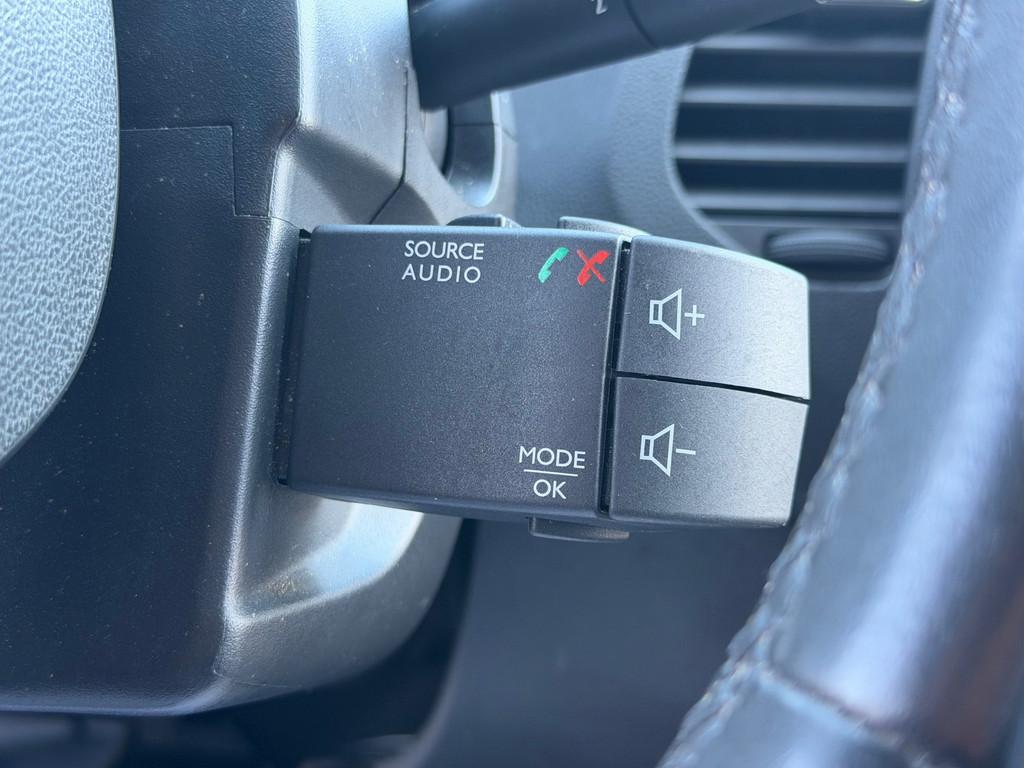 SOURCE
AUDIO
+
-
MODE
OK